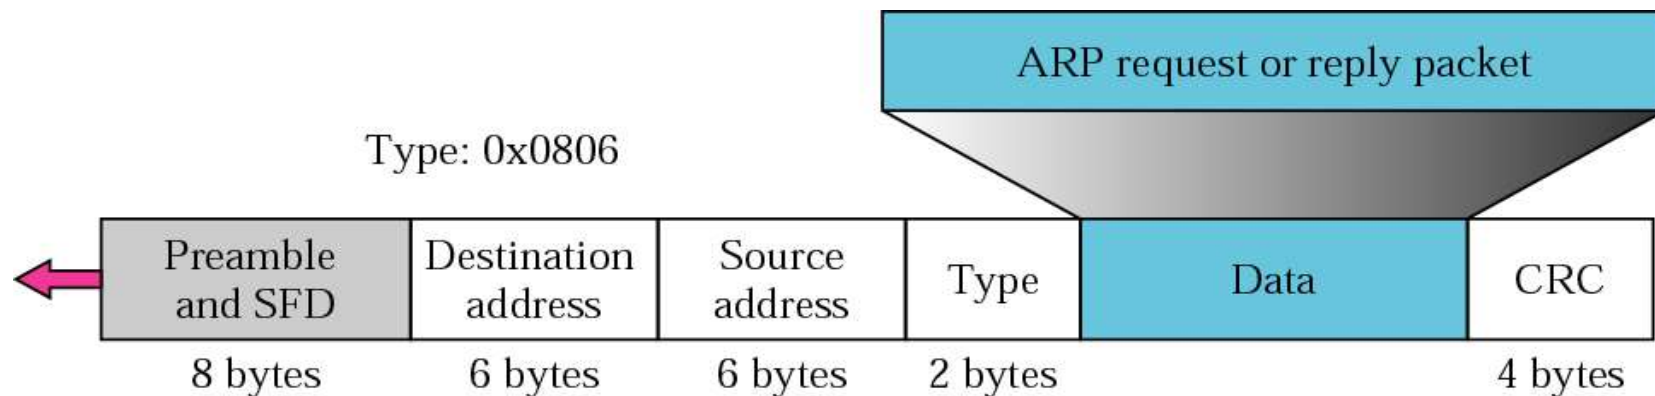 ARP request or reply packet
Type: 0x0806
Preamble
and SFD
Destination
address
Source
address
Type
Data
CRC
8 bytes
6 bytes
6 bytes
2 bytes
4 bytes